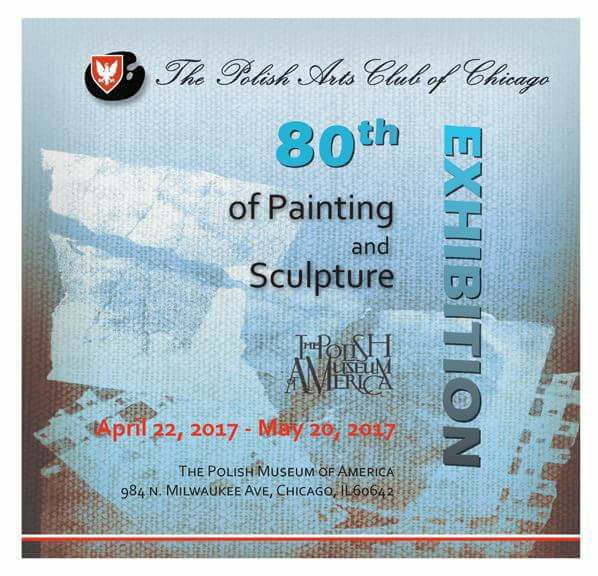 The Polish Arts Club of Chicago
80th
EXHIBITION
of Painting
and
Sculpture
THE POLISH
MUSEUM
OF
AMERICA
April 22, 2017 - May 20, 2017
THE POLISH MUSEUM OF AMERICA
984 N. MILWAUKEE AVE, CHICAGO, IL60642